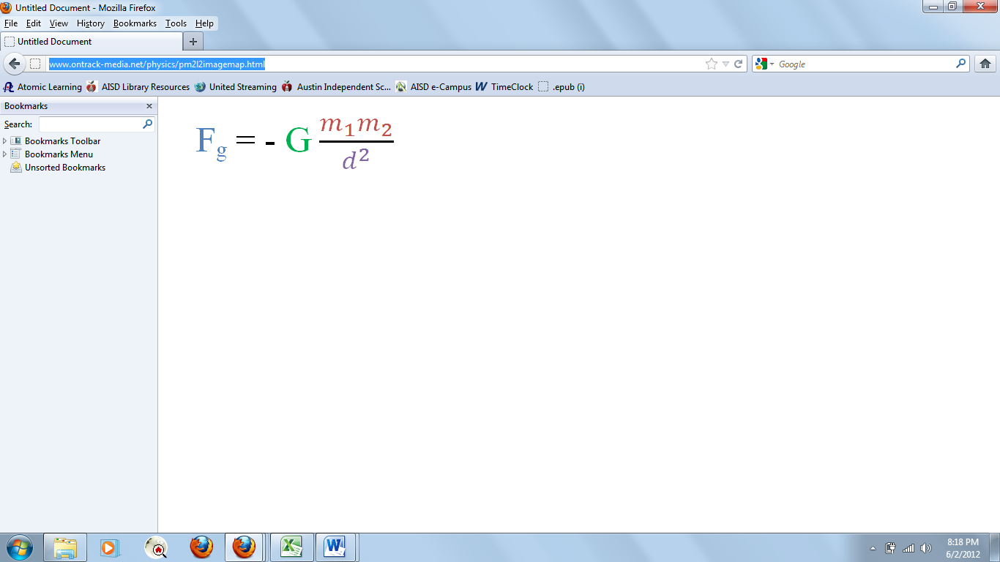 Untitled Document - Mozilla Firefox
File Edit View History Bookmarks Tools Help
Untitled Document
www.ontrack-media.net/physics/pm2l2imagemap.html
Google
Atomic Learning AISD Library Resources United Streaming Austin Independent Sc... AISD e-Campus TimeClock .epub (i)
Bookmarks
Search:
Bookmarks Toolbar
Bookmarks Menu
Unsorted Bookmarks
F_g = - G \frac{m_1 m_2}{d^2}
8:18 PM
6/2/2012